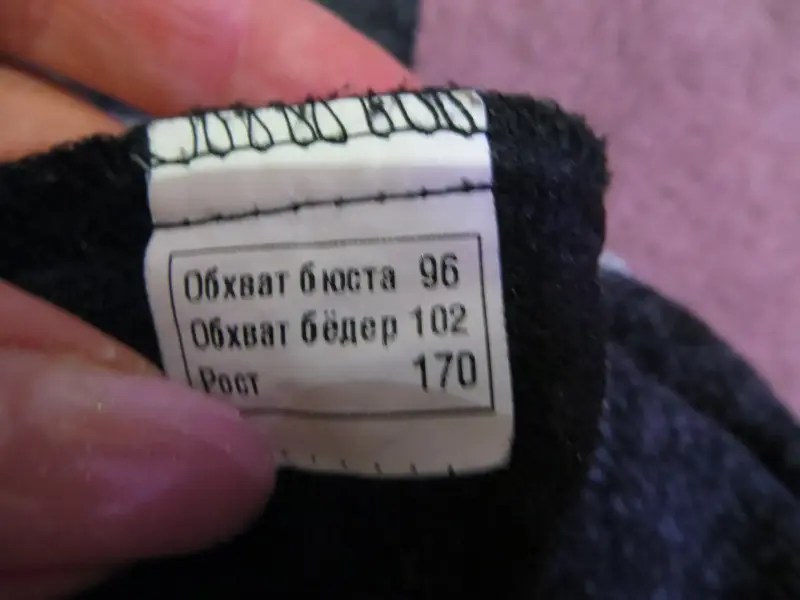 Обхват бюста 96
Обхват бёдер 102
Рост 170